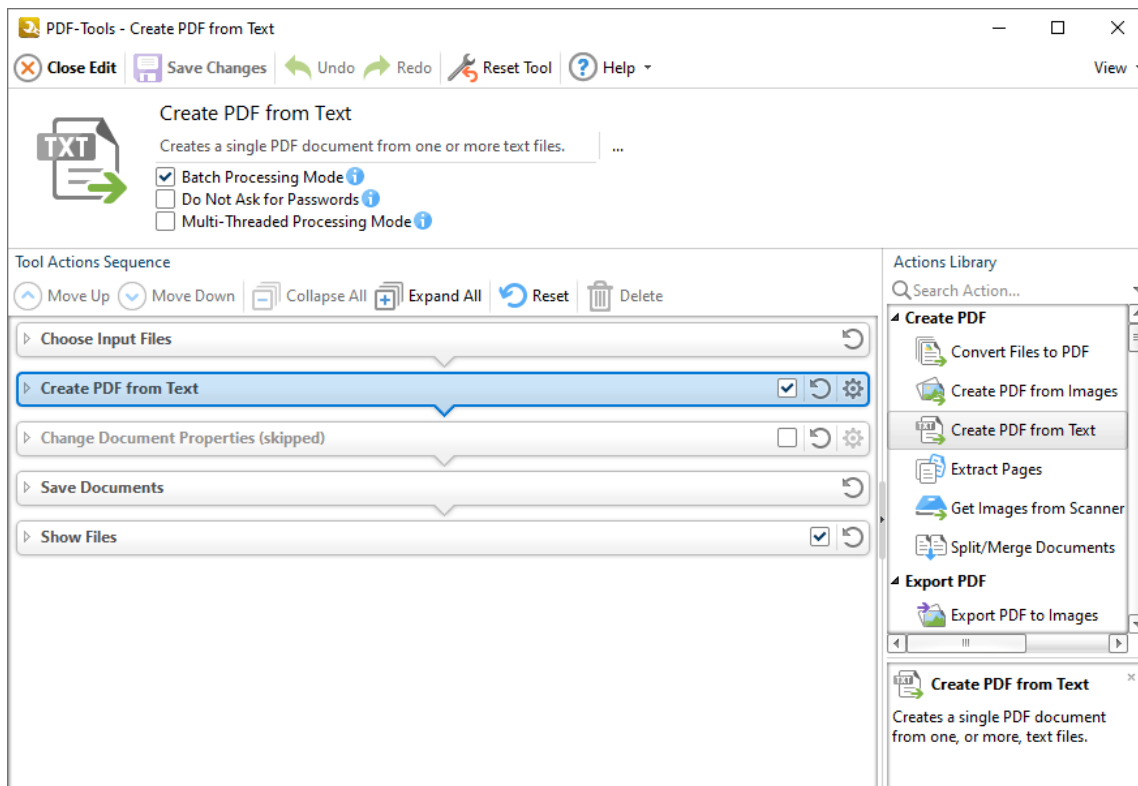 PDF-Tools - Create PDF from Text
Close Edit Save Changes Undo Redo Reset Tool Help View
Create PDF from Text
TXT
Creates a single PDF document from one or more text files. ...
Batch Processing Mode
Do Not Ask for Passwords
Multi-Threaded Processing Mode
Tool Actions Sequence
Move Up Move Down Collapse All Expand All Reset Delete
Choose Input Files
Create PDF from Text
Change Document Properties (skipped)
Save Documents
Show Files
Actions Library
Search Action...
Create PDF
Convert Files to PDF
Create PDF from Images
TXT Create PDF from Text
Extract Pages
Get Images from Scanner
Split/Merge Documents
Export PDF
Export PDF to Images
TXT Create PDF from Text
Creates a single PDF document
from one, or more, text files.